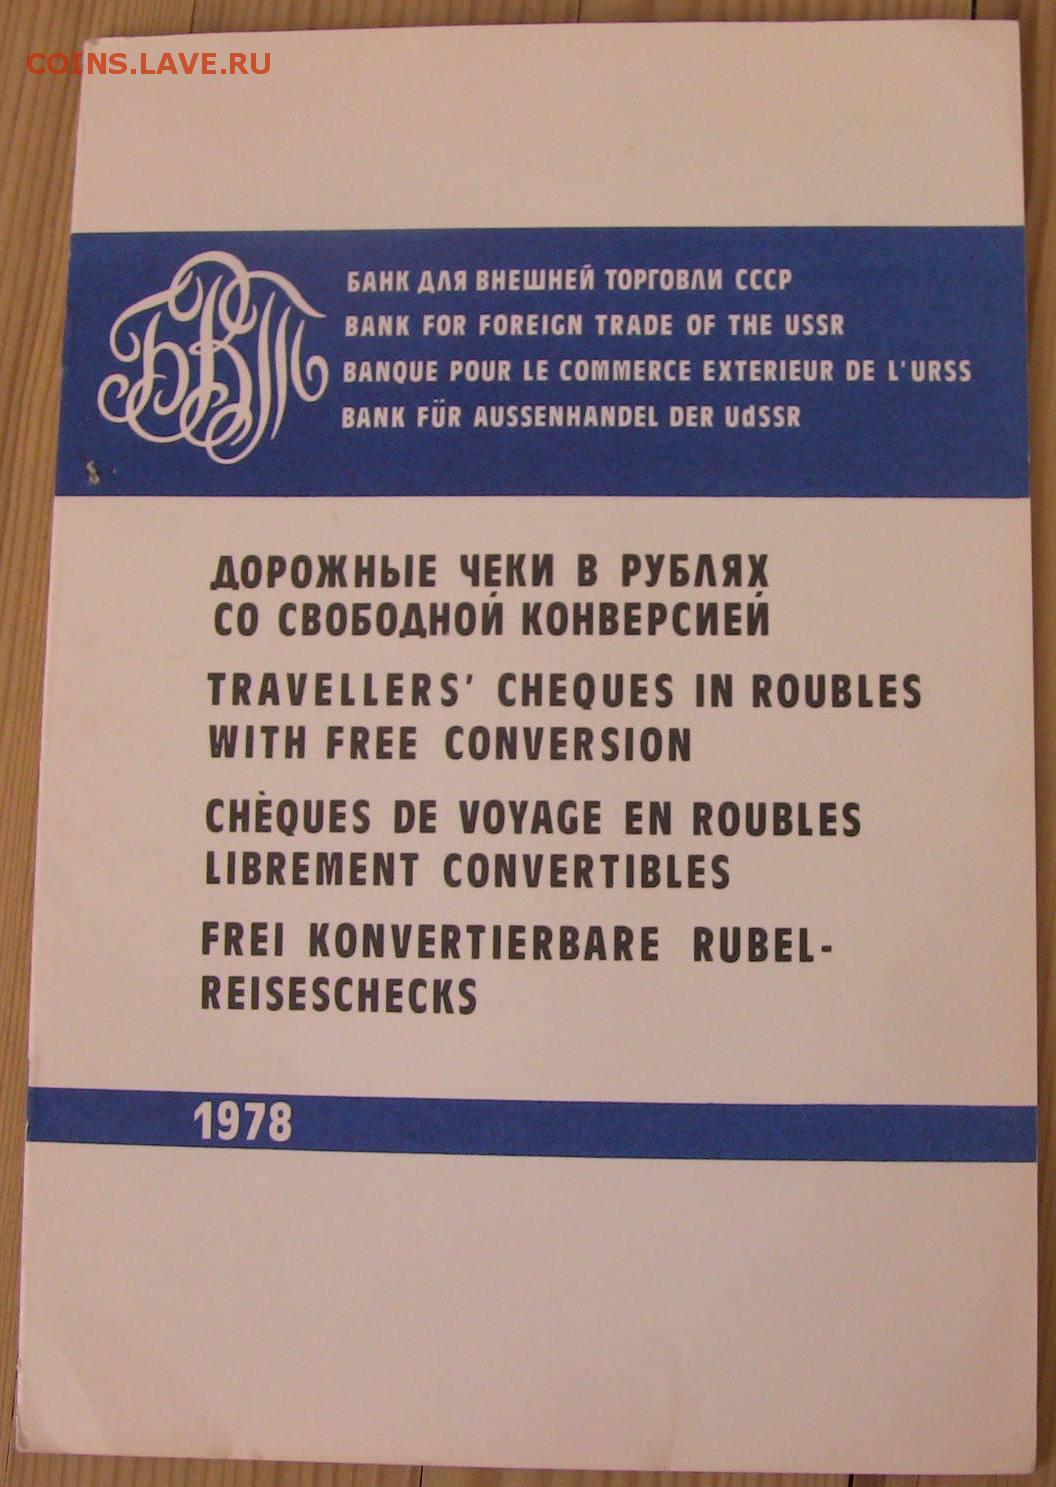 COINS.LAVE.RU
БВТ
БАНК ДЛЯ ВНЕШНЕЙ ТОРГОВЛИ СССР
BANK FOR FOREIGN TRADE OF THE USSR
BANQUE POUR LE COMMERCE EXTERIEUR DE L'URSS
BANK FÜR AUSSENHANDEL DER UdSSR
ДОРОЖНЫЕ ЧЕКИ В РУБЛЯХ
СО СВОБОДНОЙ КОНВЕРСИЕЙ
TRAVELLERS' CHEQUES IN ROUBLES
WITH FREE CONVERSION
CHÈQUES DE VOYAGE EN ROUBLES
LIBREMENT CONVERTIBLES
FREI KONVERTIERBARE RUBEL-
REISESCHECKS
1978